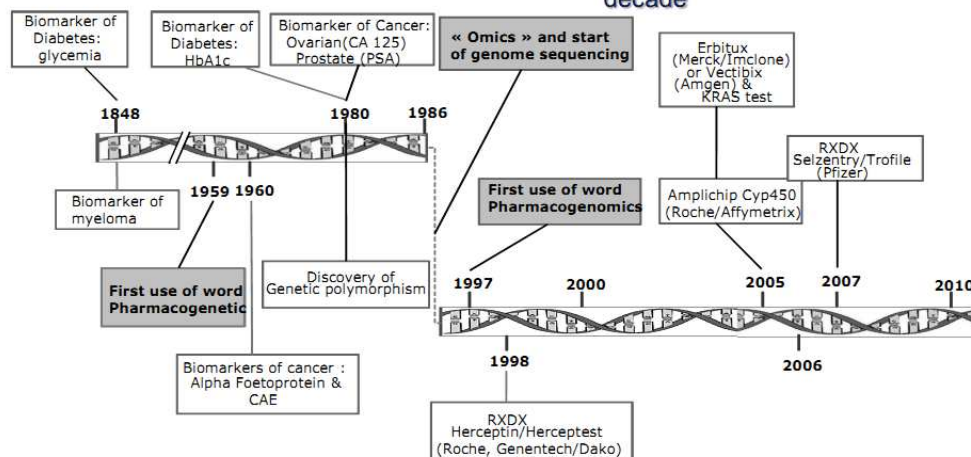 decade
Biomarker of
Diabetes:
glycemia
Biomarker of
Diabetes:
HbA1c
Biomarker of Cancer:
Ovarian(CA 125)
Prostate (PSA)
« Omics » and start
of genome sequencing
Erbitux
(Merck/Imclone)
or Vectibix
(Amgen) &
KRAS test
1848
1980
1986
RXDX
Selzentry/Trofile
(Pfizer)
1959
1960
Biomarker of
myeloma
First use of word
Pharmacogenomics
Amplichip Cyp450
(Roche/Affymetrix)
First use of word
Pharmacogenetic
Discovery of
Genetic polymorphism
1997
2000
2005
2007
2010
1998
2006
Biomarkers of cancer :
Alpha Foetoprotein &
CAE
RXDX
Herceptin/Herceptest
(Roche, Genentech/Dako)